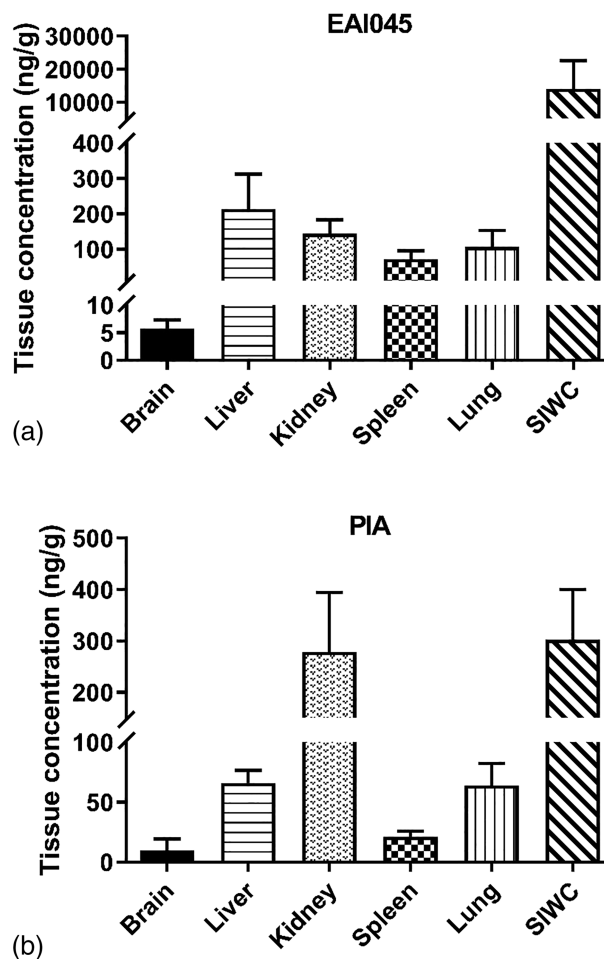 EAI045
Tissue concentration (ng/g)
30000
20000
10000
400
300
200
100
10
5
0
Brain
Liver
Kidney
Spleen
Lung
SIWC
(a)
PIA
Tissue concentration (ng/g)
500
400
300
200
100
50
0
Brain
Liver
Kidney
Spleen
Lung
SIWC
(b)